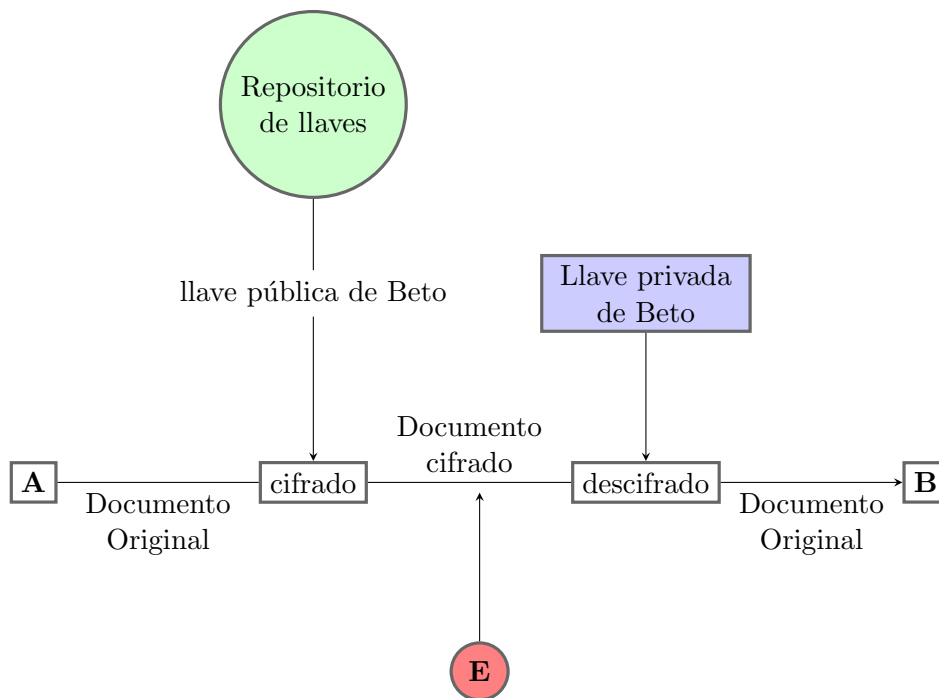 Repositorio
de llaves
llave pública de Beto
Llave privada
de Beto
Documento
cifrado
A
cifrado
descifrado
B
Documento
Original
Documento
Original
E